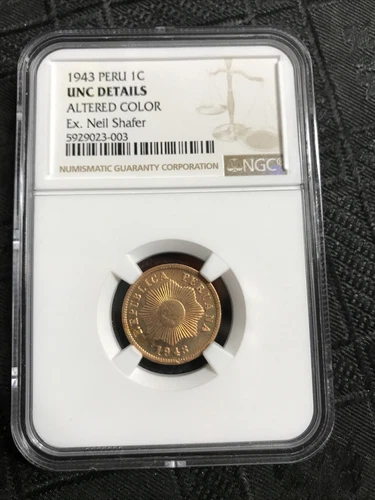 1943 PERU 1C
UNC DETAILS
ALTERED COLOR
Ex. Neil Shafer
5929023-003
NUMISMATIC GUARANTY CORPORATION
NGC
REPUBLICA PERUANA
1943